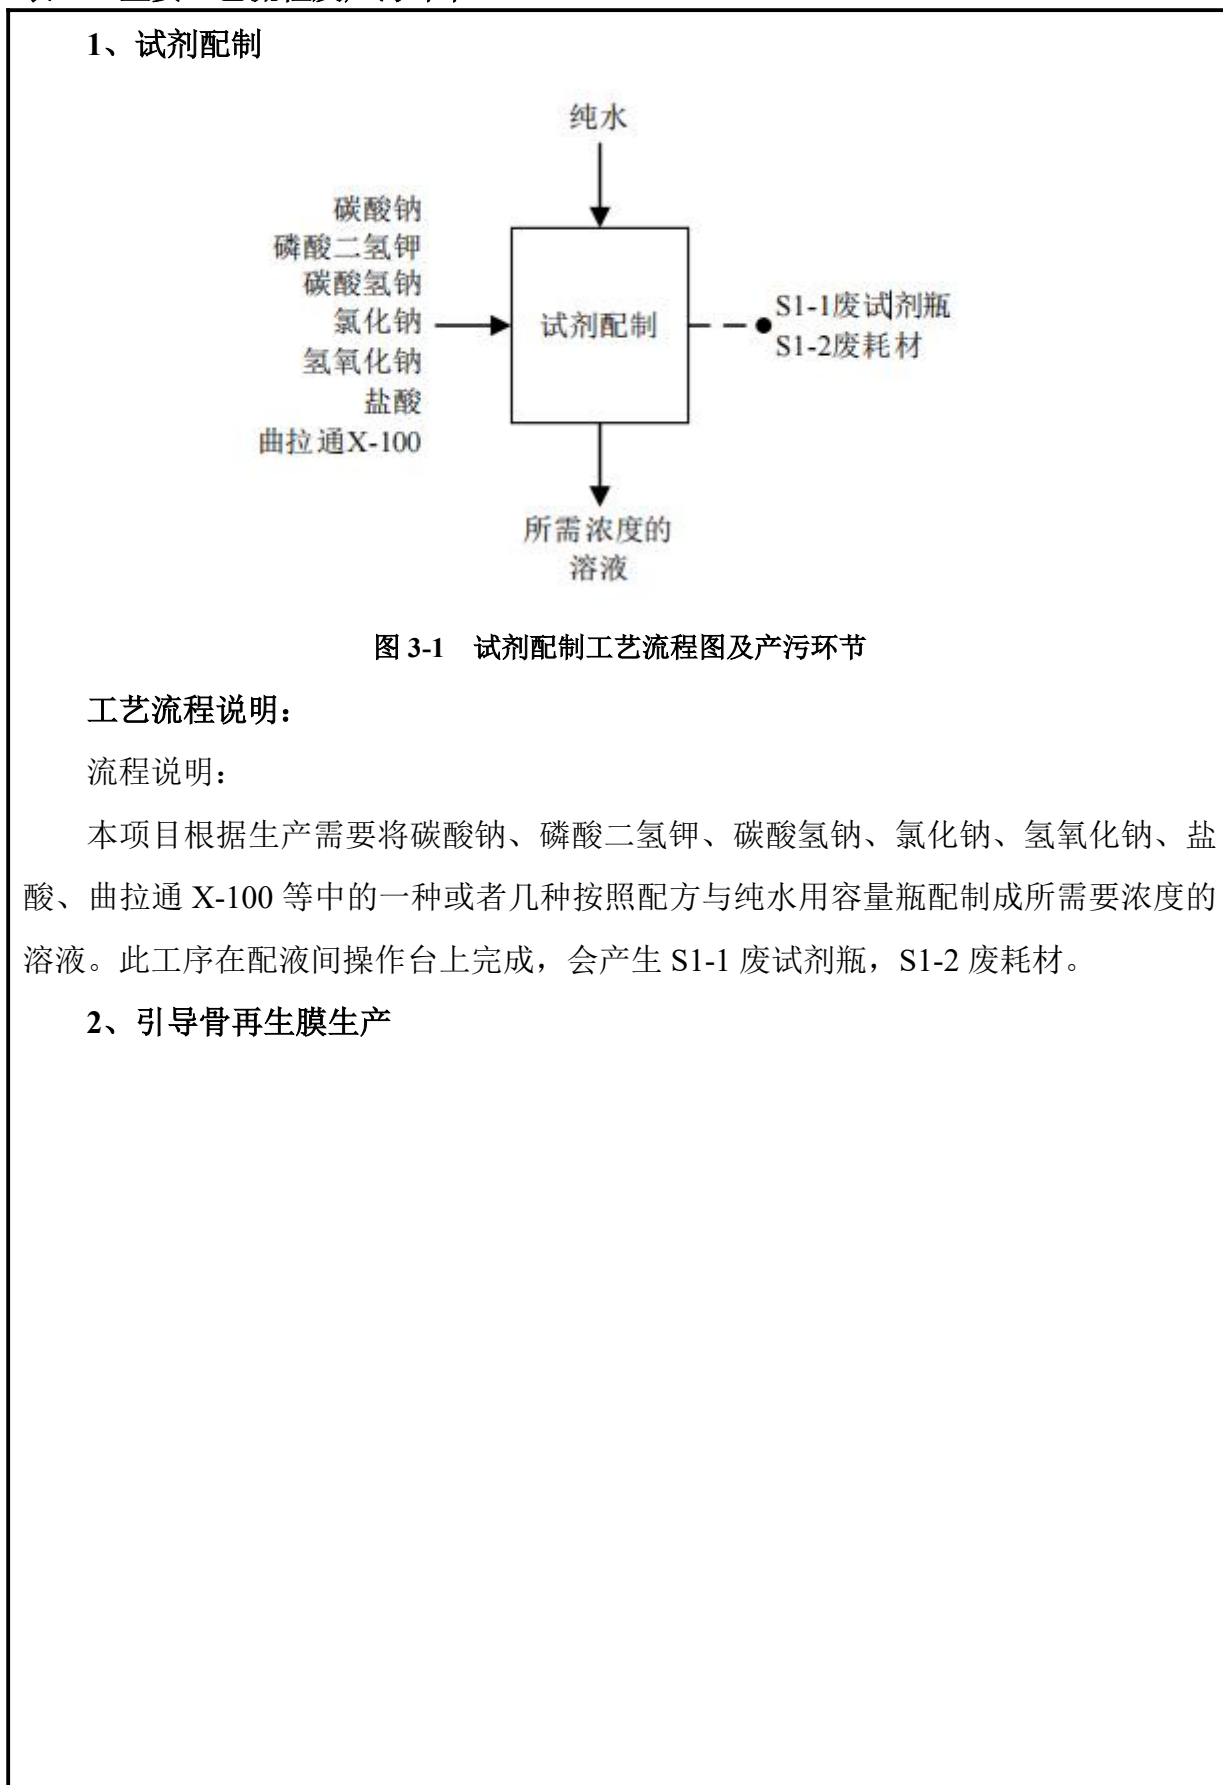 1、试剂配制
纯水
碳酸钠
磷酸二氢钾
碳酸氢钠
氯化钠
氢氧化钠
盐酸
曲拉通X-100
试剂配制
S1-1废试剂瓶
S1-2废耗材
所需浓度的
溶液
图 3-1 试剂配制工艺流程图及产污环节
工艺流程说明：
流程说明：
本项目根据生产需要将碳酸钠、磷酸二氢钾、碳酸氢钠、氯化钠、氢氧化钠、盐
酸、曲拉通 X-100 等中的一种或者几种按照配方与纯水用容量瓶配制成所需要浓度的
溶液。此工序在配液间操作台上完成，会产生 S1-1 废试剂瓶，S1-2 废耗材。
2、引导骨再生膜生产